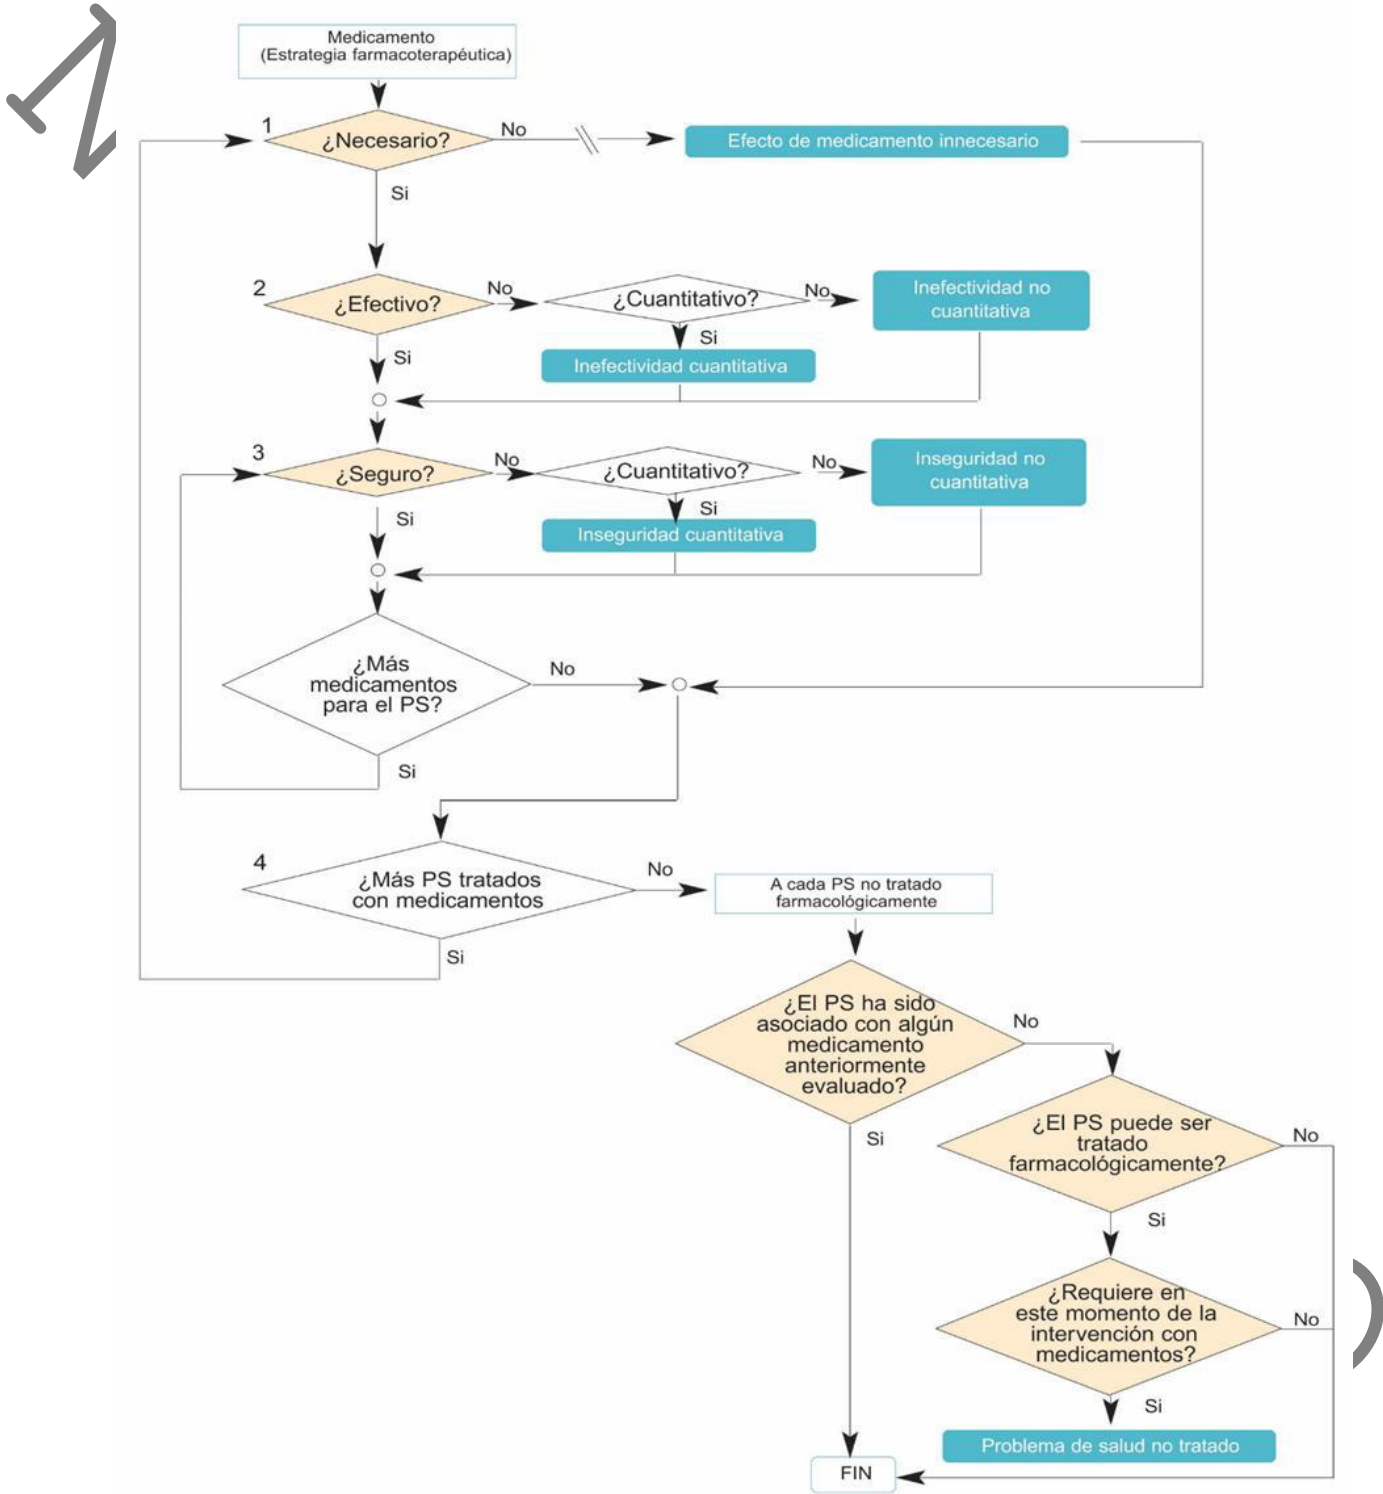 Medicamento
(Estrategia farmacoterapéutica)
1
¿Necesario?
No
Efecto de medicamento innecesario
Si
2
¿Efectivo?
No
¿Cuantitativo?
No
Inefectividad no
cuantitativa
Si
Inefectividad cuantitativa
Si
3
¿Seguro?
No
¿Cuantitativo?
No
Inseguridad no
cuantitativa
Si
Inseguridad cuantitativa
Si
¿Más
medicamentos
para el PS?
No
Si
4
¿Más PS tratados
con medicamentos
No
A cada PS no tratado
farmacológicamente
Si
¿El PS ha sido
asociado con algún
medicamento
anteriormente
evaluado?
No
Si
¿El PS puede ser
tratado
farmacológicamente?
No
Si
¿Requiere en
este momento de la
intervención con
medicamentos?
No
Si
Problema de salud no tratado
FIN